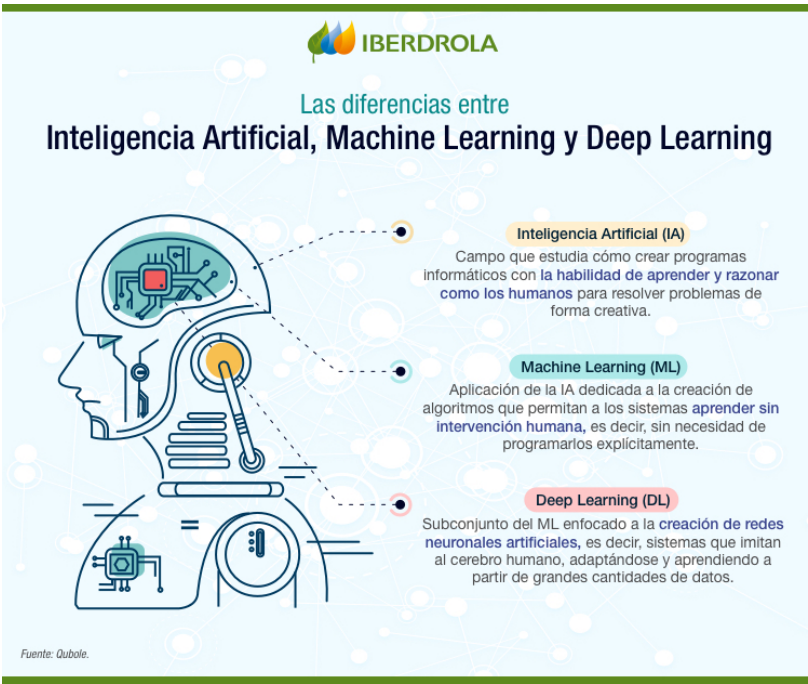 IBERDROLA
Las diferencias entre
Inteligencia Artificial, Machine Learning y Deep Learning
Inteligencia Artificial (IA)
Campo que estudia cómo crear programas
informáticos con la habilidad de aprender y razonar
como los humanos para resolver problemas de
forma creativa.
Machine Learning (ML)
Aplicación de la IA dedicada a la creación de
algoritmos que permitan a los sistemas aprender sin
intervención humana, es decir, sin necesidad de
programarlos explícitamente.
Deep Learning (DL)
Subconjunto del ML enfocado a la creación de redes
neuronales artificiales, es decir, sistemas que imitan
al cerebro humano, adaptándose y aprendiendo a
partir de grandes cantidades de datos.
Fuente: Qubole.